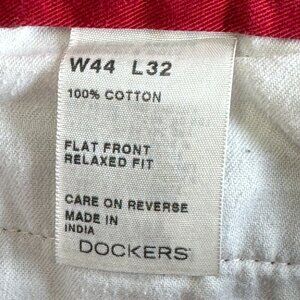 W44 L32
100% COTTON
FLAT FRONT
RELAXED FIT
CARE ON REVERSE
MADE IN
INDIA
DOCKERS